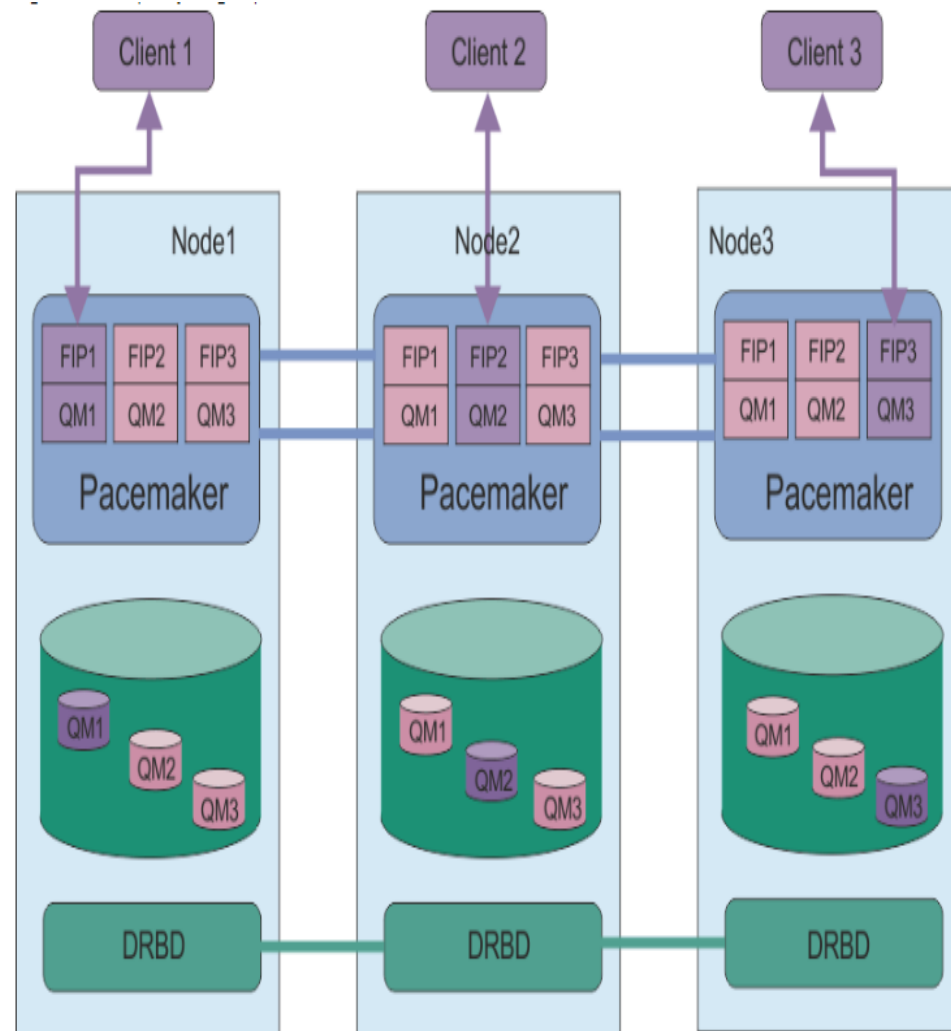 Client 1
Client 2
Client 3
Node1
Node2
Node3
FIP1 FIP2 FIP3
QM1 QM2 QM3
Pacemaker
FIP1 FIP2 FIP3
QM1 QM2 QM3
Pacemaker
FIP1 FIP2 FIP3
QM1 QM2 QM3
Pacemaker
QM1
QM2
QM3
QM1
QM2
QM3
QM1
QM2
QM3
DRBD
DRBD
DRBD